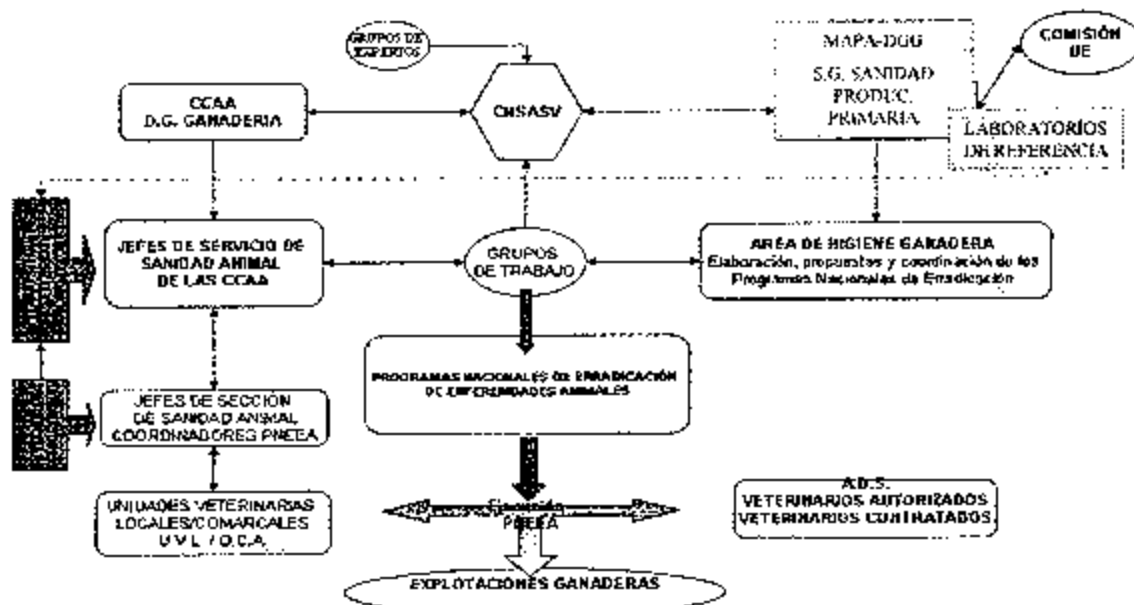 GRUPOS DE
EXPERTOS
CCAA
D.G. GANADERIA
CNSASV
MAPA-DGG
S.G. SANIDAD
PRODUC.
PRIMARIA
COMISIÓN
UE
LABORATORÍOS
DE REFERENCIA
JEFES DE SERVICIO DE
SANIDAD ANIMAL
DE LAS CCAA
GRUPOS
DE TRABAJO
AREA DE HIGIENE GANADERA
Elaboración, propuestas y coordinación de los
Programas Nacionales de Erradicación
PROGRAMAS NACIONALES DE ERRADICACIÓN
DE ENFERMEDADES ANIMALES
JEFES DE SECCIÓN
DE SANIDAD ANIMAL
COORDINADORES PNEEA
UNIDADES VETERINARIAS
LOCALES/COMARCALES
U.V.L. / O.C.A.
Ejecución
PNEEA
A.D.S.
VETERINARIOS AUTORIZADOS
VETERINARIOS CONTRATADOS
EXPLOTACIONES GANADERAS